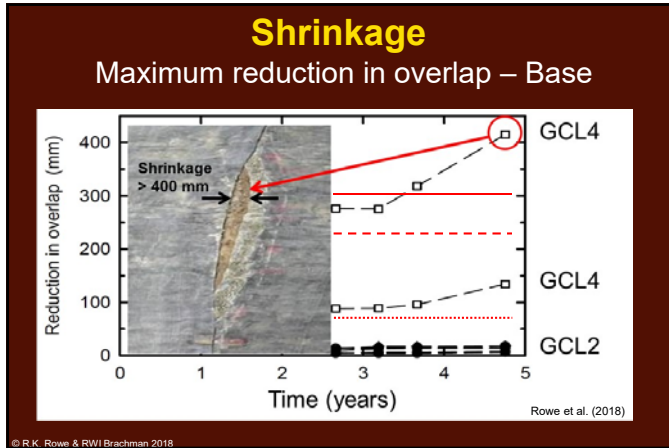 Shrinkage
Maximum reduction in overlap – Base
Reduction in overlap (mm)
400
300
200
100
0
Shrinkage
> 400 mm
GCL4
GCL4
GCL2
0 1 2 3 4 5
Time (years)
Rowe et al. (2018)
© R.K. Rowe & RWI Brachman 2018